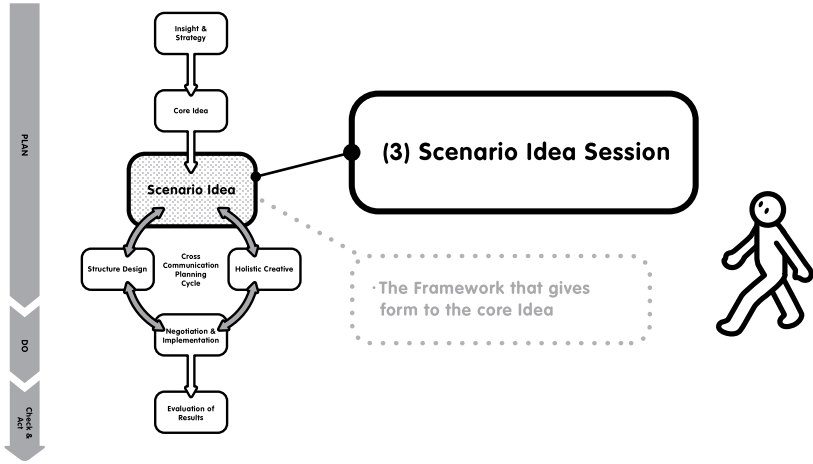 PLAN
DO
Check &
Act
Insight &
Strategy
Core Idea
Scenario Idea
Structure Design
Cross
Communication
Planning
Cycle
Holistic Creative
Negotiation &
Implementation
Evaluation of
Results
(3) Scenario Idea Session
·The Framework that gives
form to the core Idea